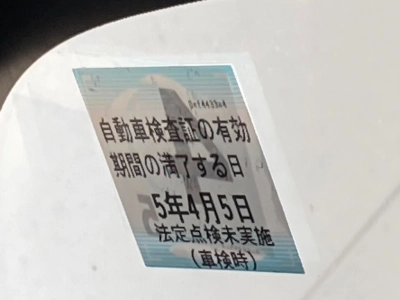 自動車検査証の有効
期間の満了する日
5年4月5日
法定点検未実施
(車検時)